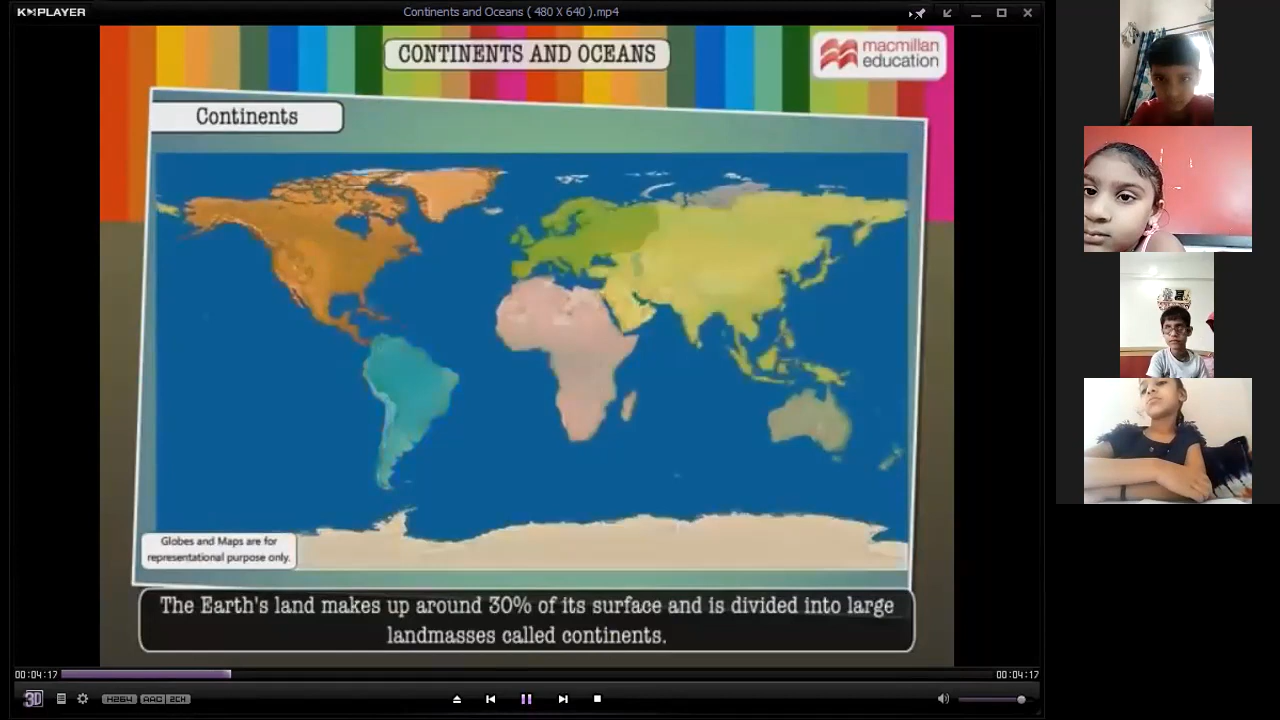 KMPLAYER
Continents and Oceans ( 480 X 640 ).mp4
CONTINENTS AND OCEANS
macmillan
education
Continents
Globes and Maps are for
representational purpose only.
The Earth's land makes up around 30% of its surface and is divided into large
landmasses called continents.
00:04:17
00:04:17
3D
H264 AAC 2CH